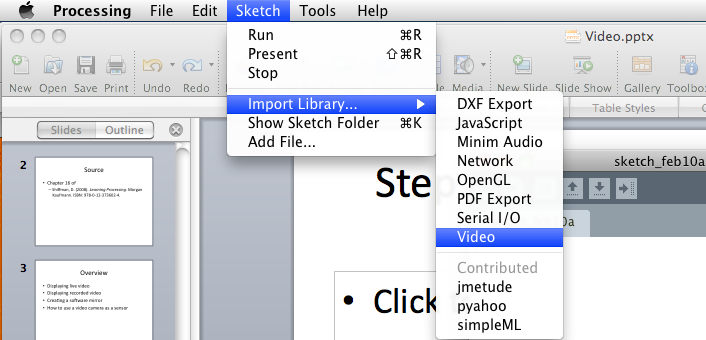 Processing File Edit Sketch Tools Help
Run ⌘R
Present ⇧⌘R
Stop
Import Library...
Show Sketch Folder ⌘K
Add File...
DXF Export
JavaScript
Minim Audio
Network
OpenGL
PDF Export
Serial I/O
Video
Contributed
jmetude
pyahoo
simpleML
Video.pptx
New Open Save Print Undo Redo
Media New Slide Slide Show Gallery Toolbox
Table Styles
Slides Outline
2
Source
• Chapter 16 of
– Shiffman, D. (2008). Learning Processing. Morgan
Kaufmann. ISBN: 978-0-12-373602-4.
3
Overview
• Displaying live video
• Displaying recorded video
• Creating a software mirror
• How to use a video camera as a sensor
sketch_feb10a
0a
Step
• Click